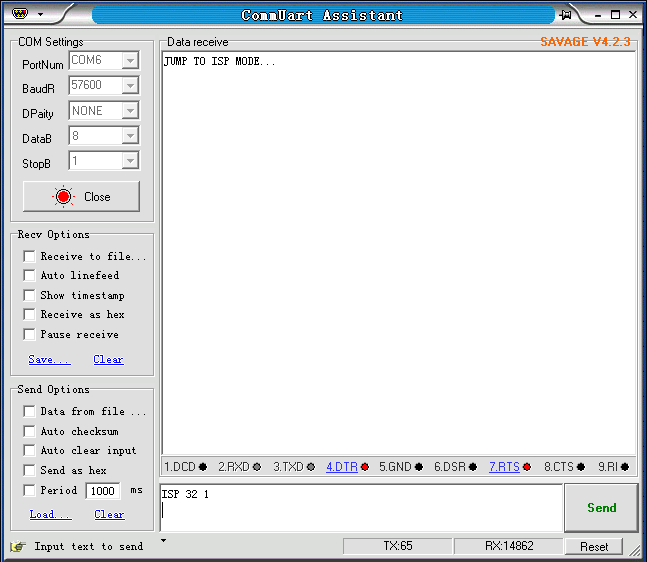 CommUart Assistant
COM Settings
PortNum COM6
BaudR 57600
DPaity NONE
DataB 8
StopB 1
Close
Recv Options
Receive to file...
Auto linefeed
Show timestamp
Receive as hex
Pause receive
Save... Clear
Send Options
Data from file ...
Auto checksum
Auto clear input
Send as hex
Period 1000 ms
Load... Clear
Data receive SAVAGE V4.2.3
JUMP TO ISP MODE...
1.DCD 2.RXD 3.TXD 4.DTR 5.GND 6.DSR 7.RTS 8.CTS 9.RI
ISP 32 1
Send
Input text to send TX:65 RX:14862 Reset